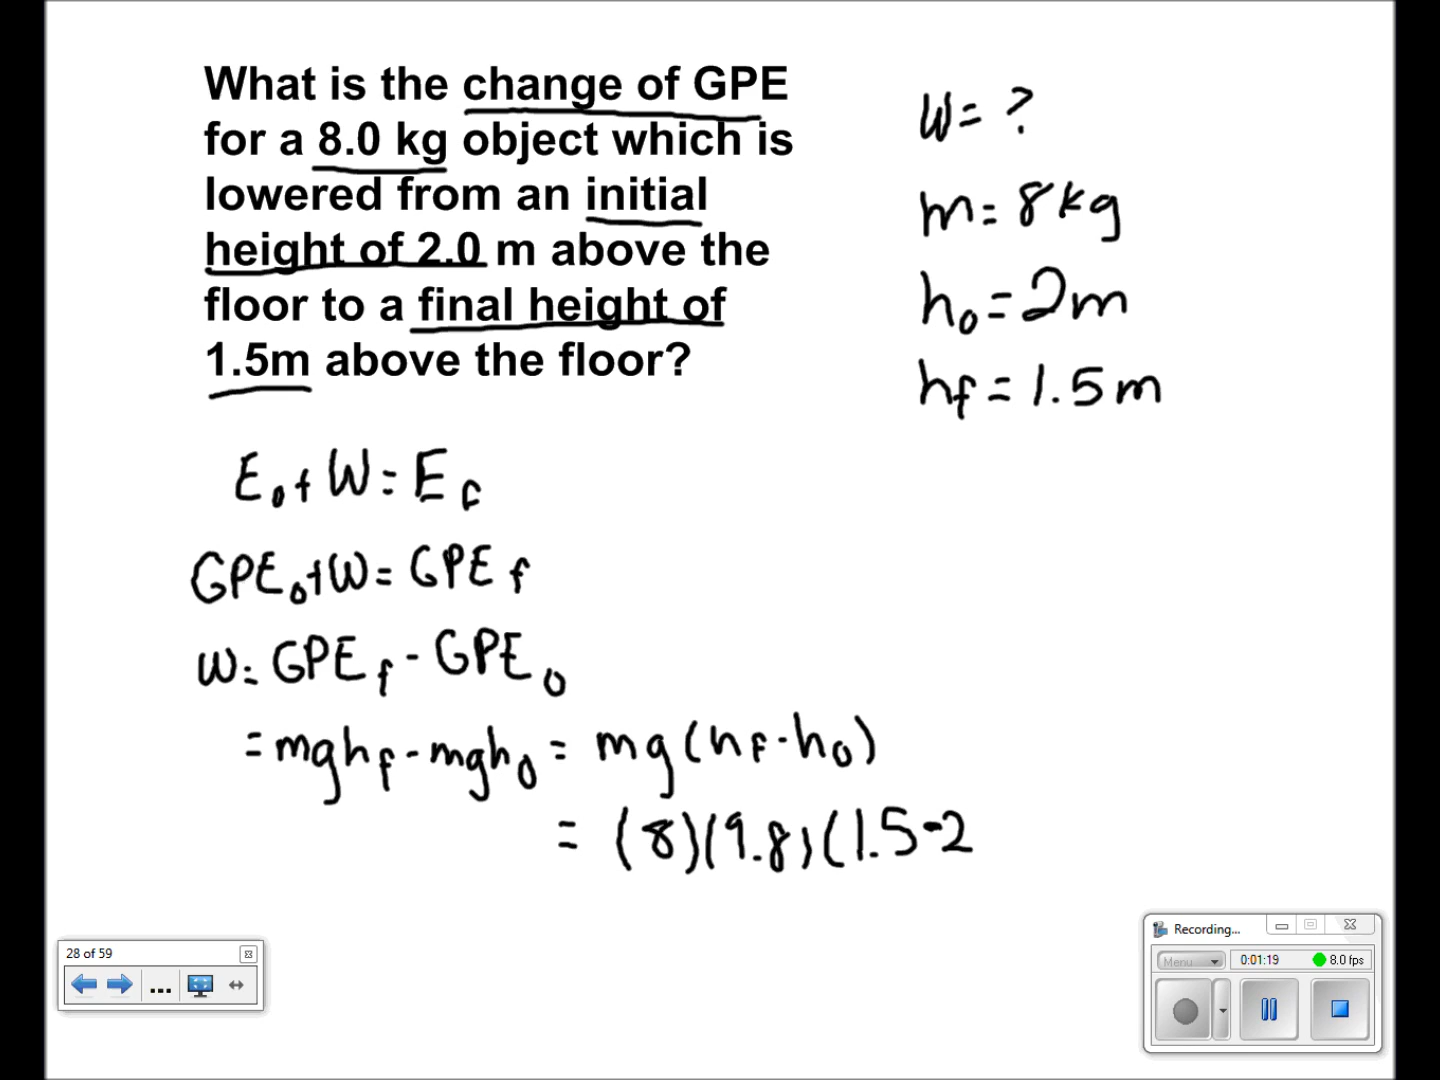 What is the change of GPE
for a 8.0 kg object which is
lowered from an initial
height of 2.0 m above the
floor to a final height of
1.5m above the floor?
W = ?
m = 8kg
h₀ = 2m
hf = 1.5m
E₀ + W = Ef
GPE₀ + W = GPEf
W = GPEf - GPE₀
= mghf - mgh₀ = mg(hf - h₀)
= (8)(9.8)(1.5-2
28 of 59
...
Recording...
Menu
0:01:19
8.0 fps